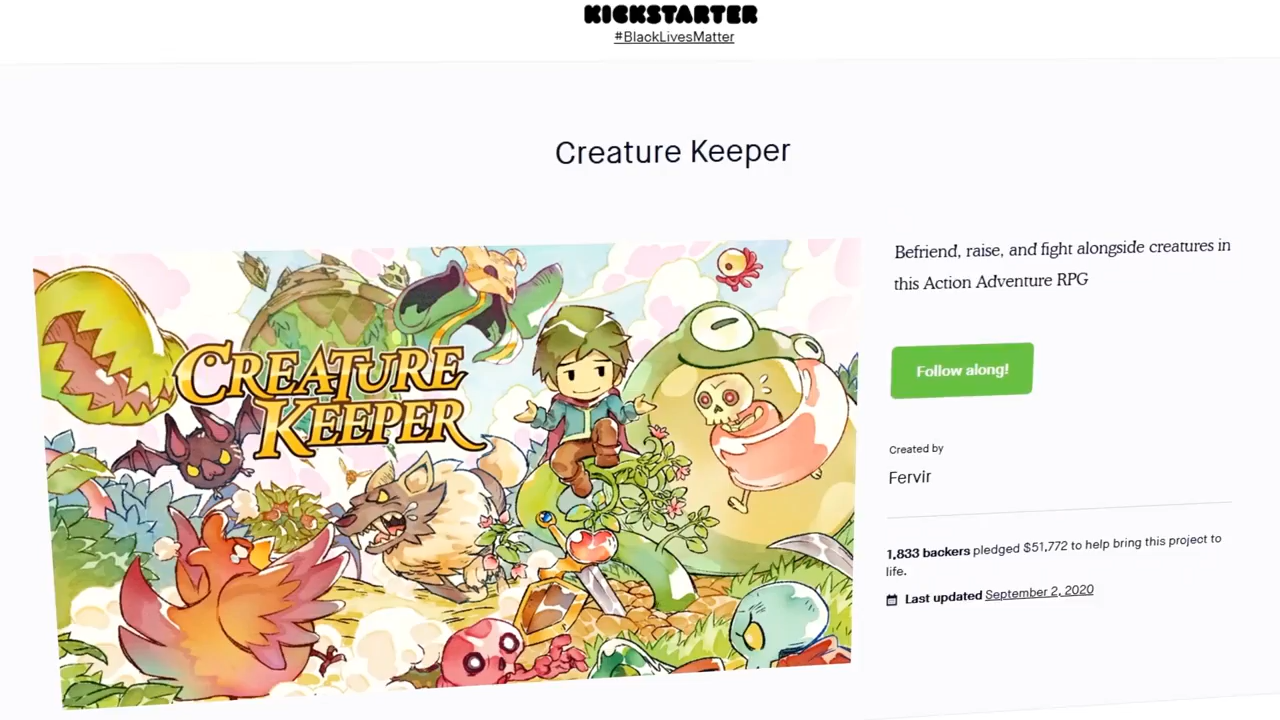 KICKSTARTER
#BlackLivesMatter
Creature Keeper
CREATURE
KEEPER
Befriend, raise, and fight alongside creatures in
this Action Adventure RPG
Follow along!
Created by
Fervir
1,833 backers pledged $51,772 to help bring this project to
life.
Last updated September 2, 2020